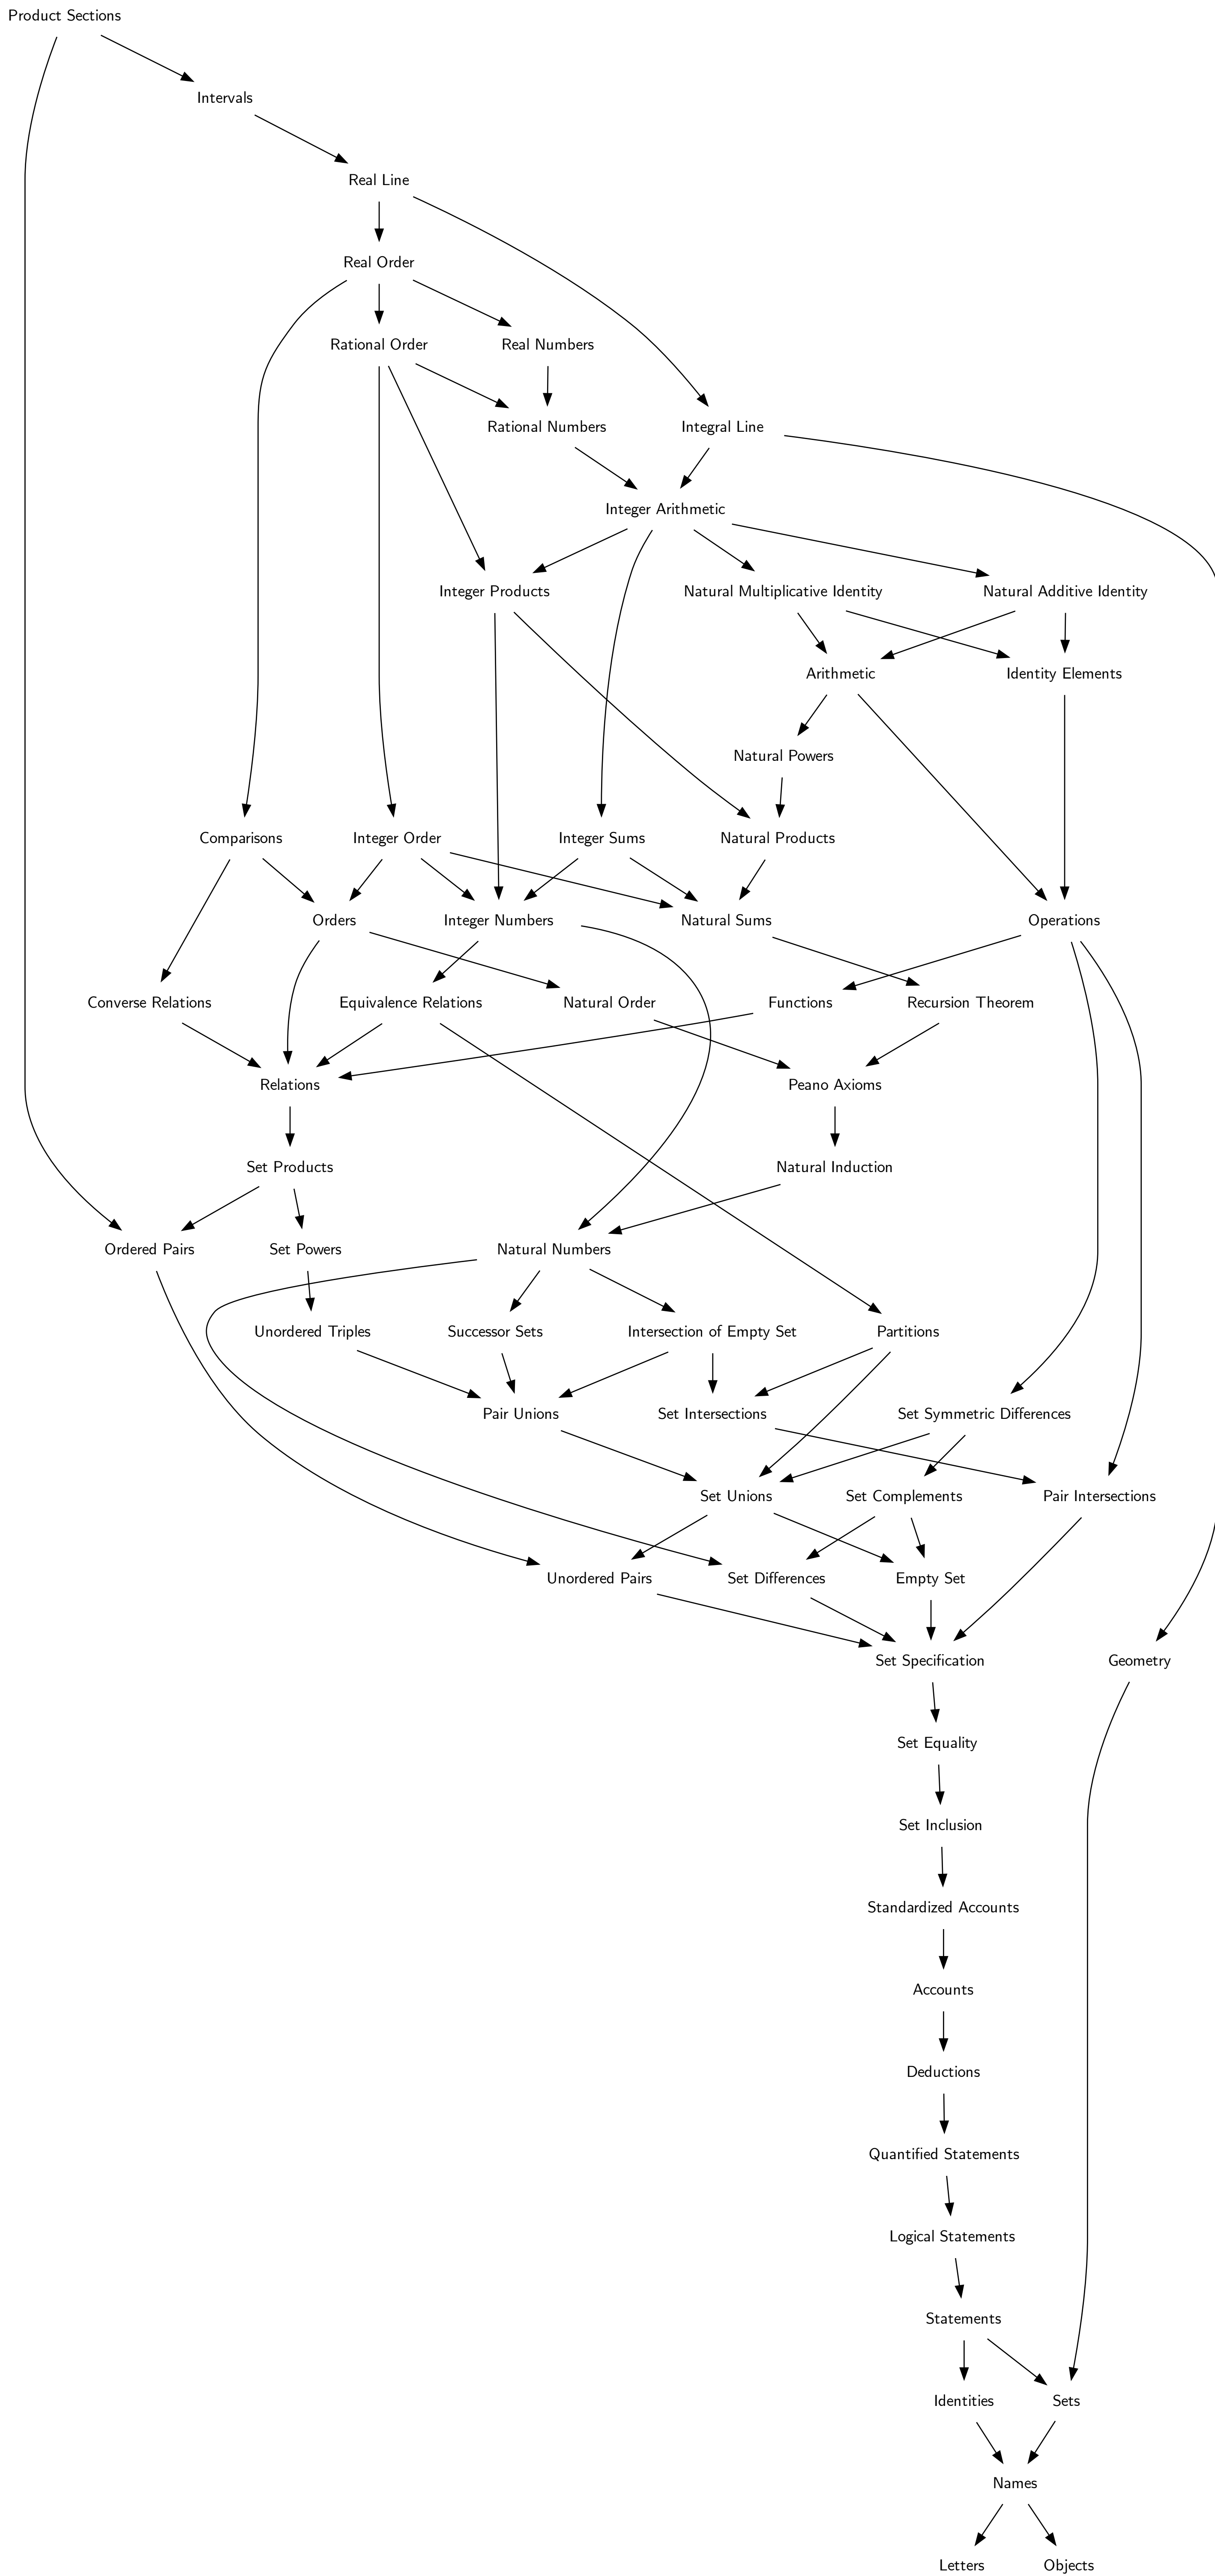 Product Sections
Intervals
Real Line
Real Order
Rational Order
Real Numbers
Rational Numbers
Integral Line
Integer Arithmetic
Integer Products
Natural Multiplicative Identity
Natural Additive Identity
Arithmetic
Identity Elements
Natural Powers
Comparisons
Integer Order
Integer Sums
Natural Products
Orders
Integer Numbers
Natural Sums
Operations
Converse Relations
Equivalence Relations
Natural Order
Functions
Recursion Theorem
Relations
Peano Axioms
Set Products
Natural Induction
Ordered Pairs
Set Powers
Natural Numbers
Unordered Triples
Successor Sets
Intersection of Empty Set
Partitions
Pair Unions
Set Intersections
Set Symmetric Differences
Set Unions
Set Complements
Pair Intersections
Unordered Pairs
Set Differences
Empty Set
Set Specification
Geometry
Set Equality
Set Inclusion
Standardized Accounts
Accounts
Deductions
Quantified Statements
Logical Statements
Statements
Identities
Sets
Names
Letters
Objects